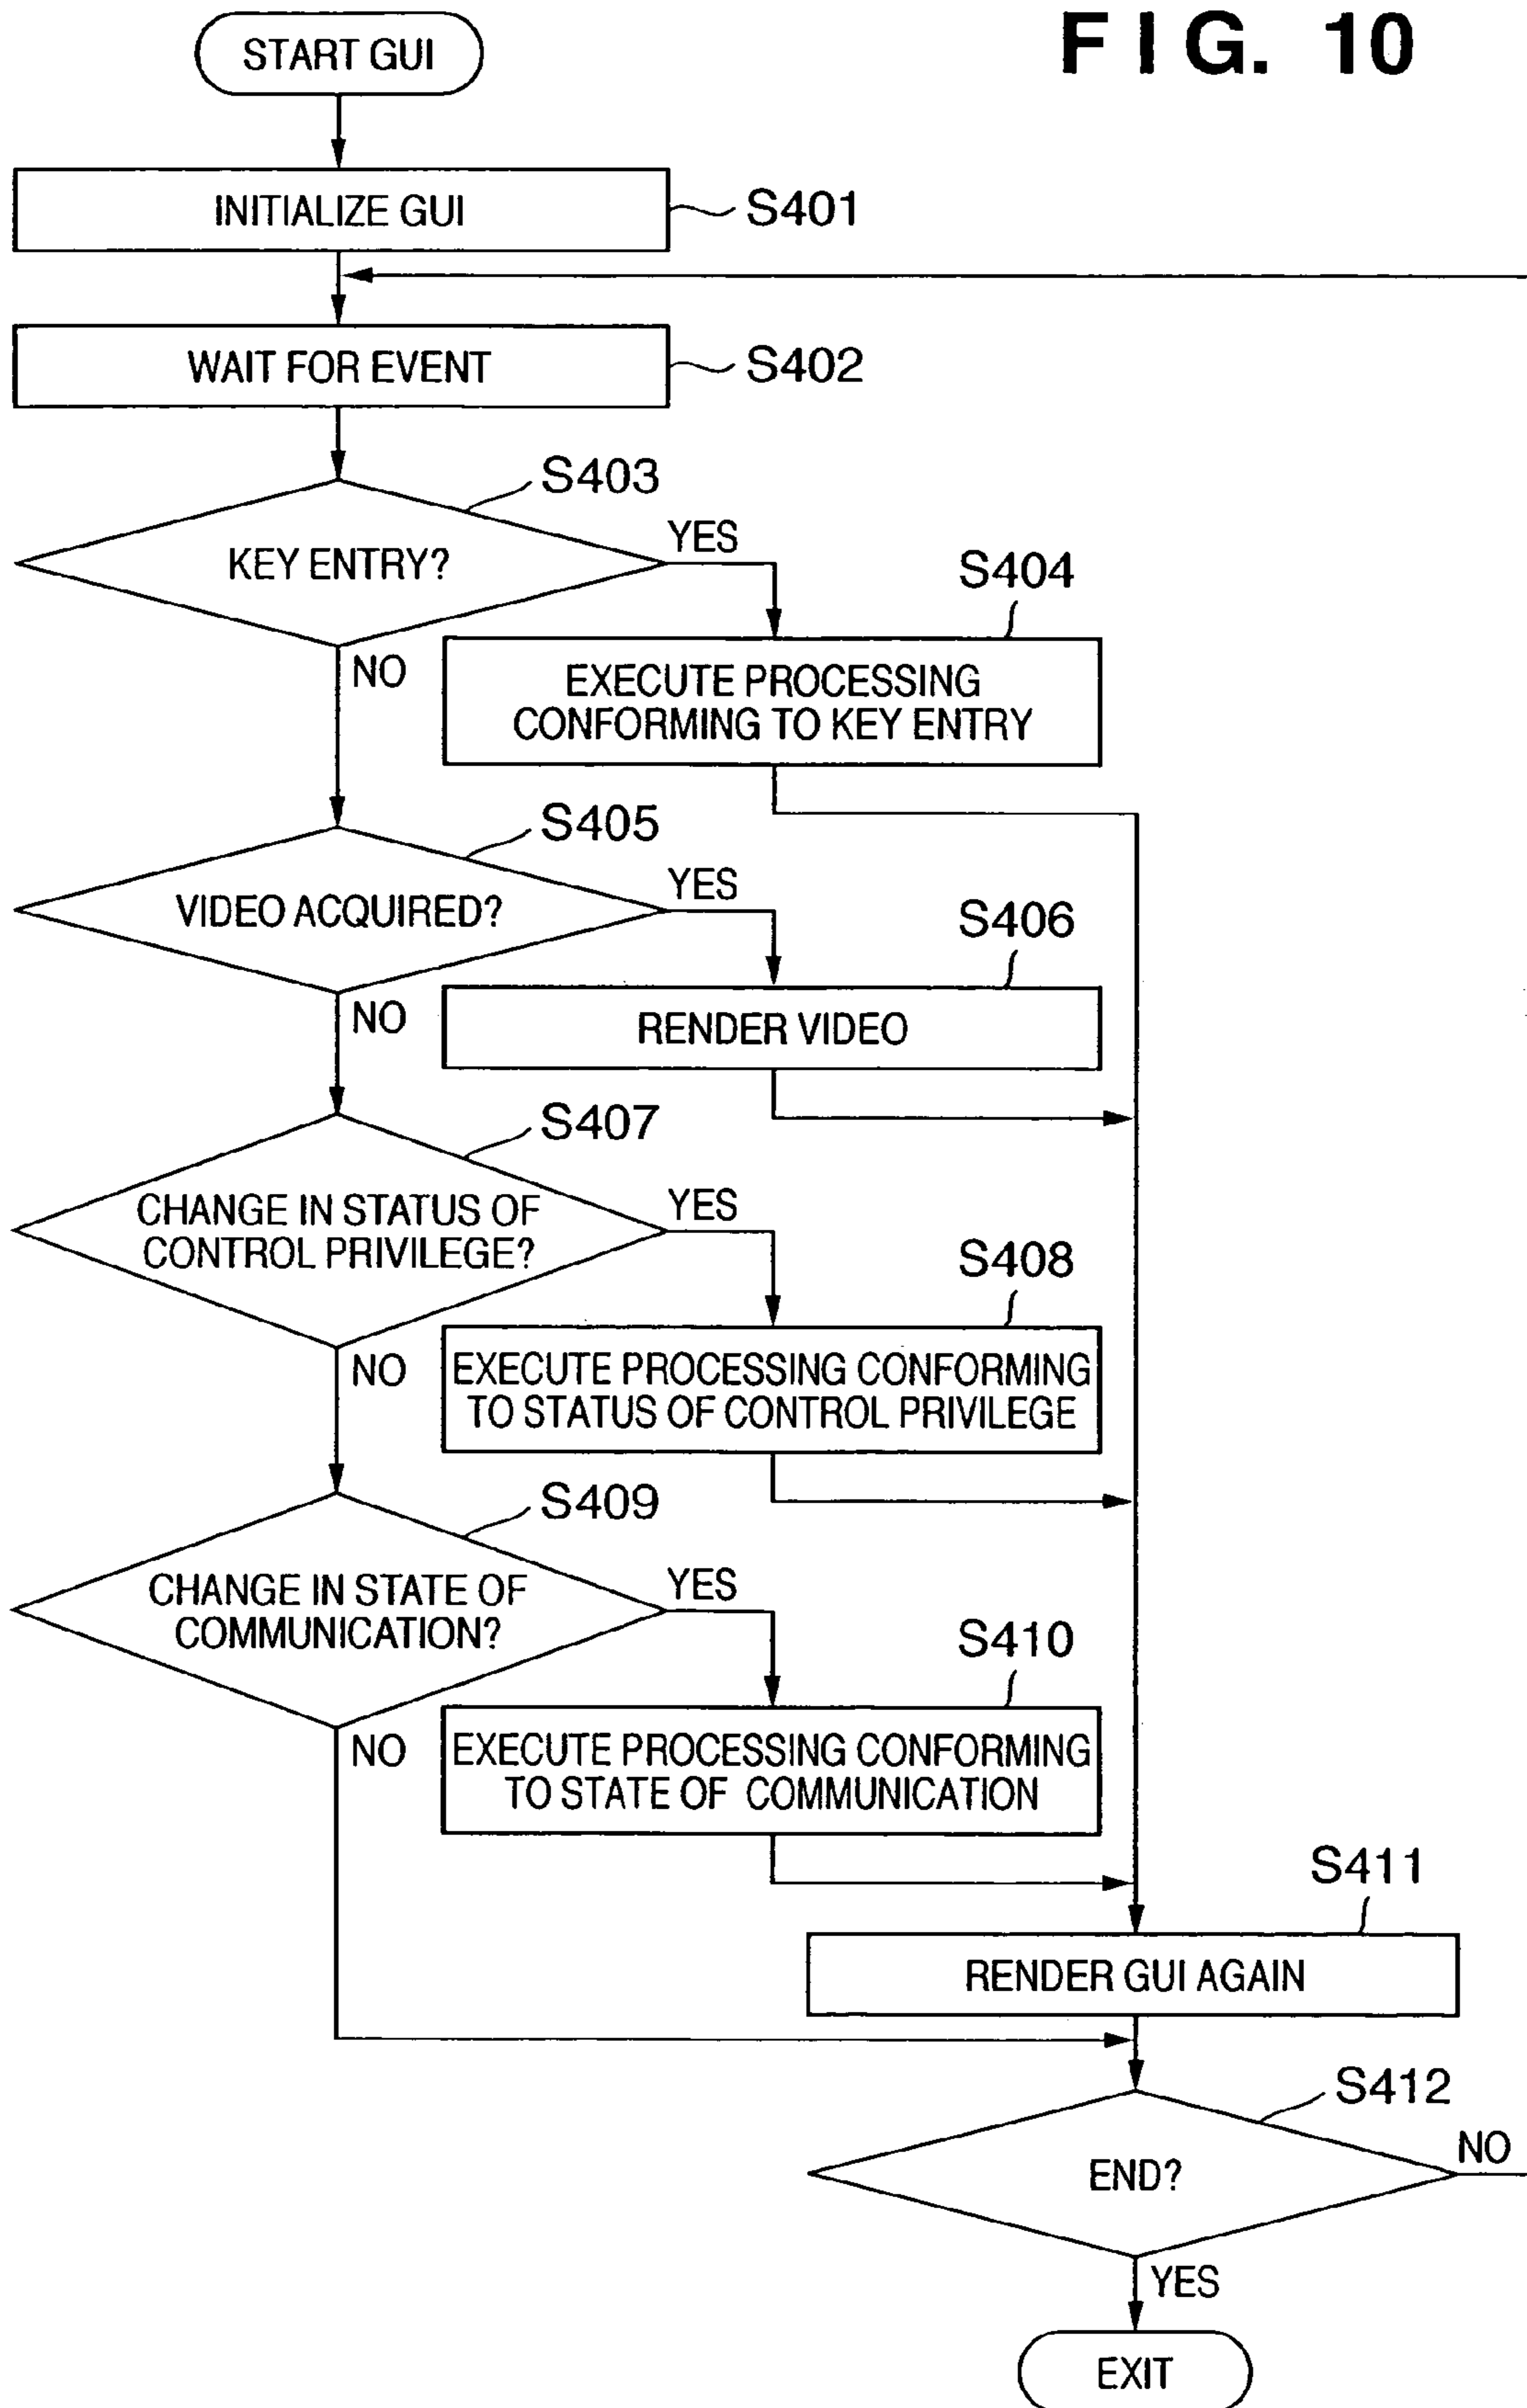 FIG. 10
START GUI
INITIALIZE GUI
S401
WAIT FOR EVENT
S402
S403
KEY ENTRY?
YES
NO
S404
EXECUTE PROCESSING
CONFORMING TO KEY ENTRY
S405
VIDEO ACQUIRED?
YES
NO
S406
RENDER VIDEO
S407
CHANGE IN STATUS OF
CONTROL PRIVILEGE?
YES
NO
S408
EXECUTE PROCESSING CONFORMING
TO STATUS OF CONTROL PRIVILEGE
S409
CHANGE IN STATE OF
COMMUNICATION?
YES
NO
S410
EXECUTE PROCESSING CONFORMING
TO STATE OF COMMUNICATION
S411
RENDER GUI AGAIN
S412
END?
NO
YES
EXIT